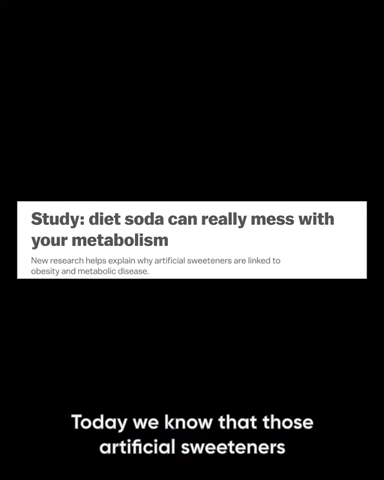 Study: diet soda can really mess with
your metabolism
New research helps explain why artificial sweeteners are linked to
obesity and metabolic disease.
Today we know that those
artificial sweeteners